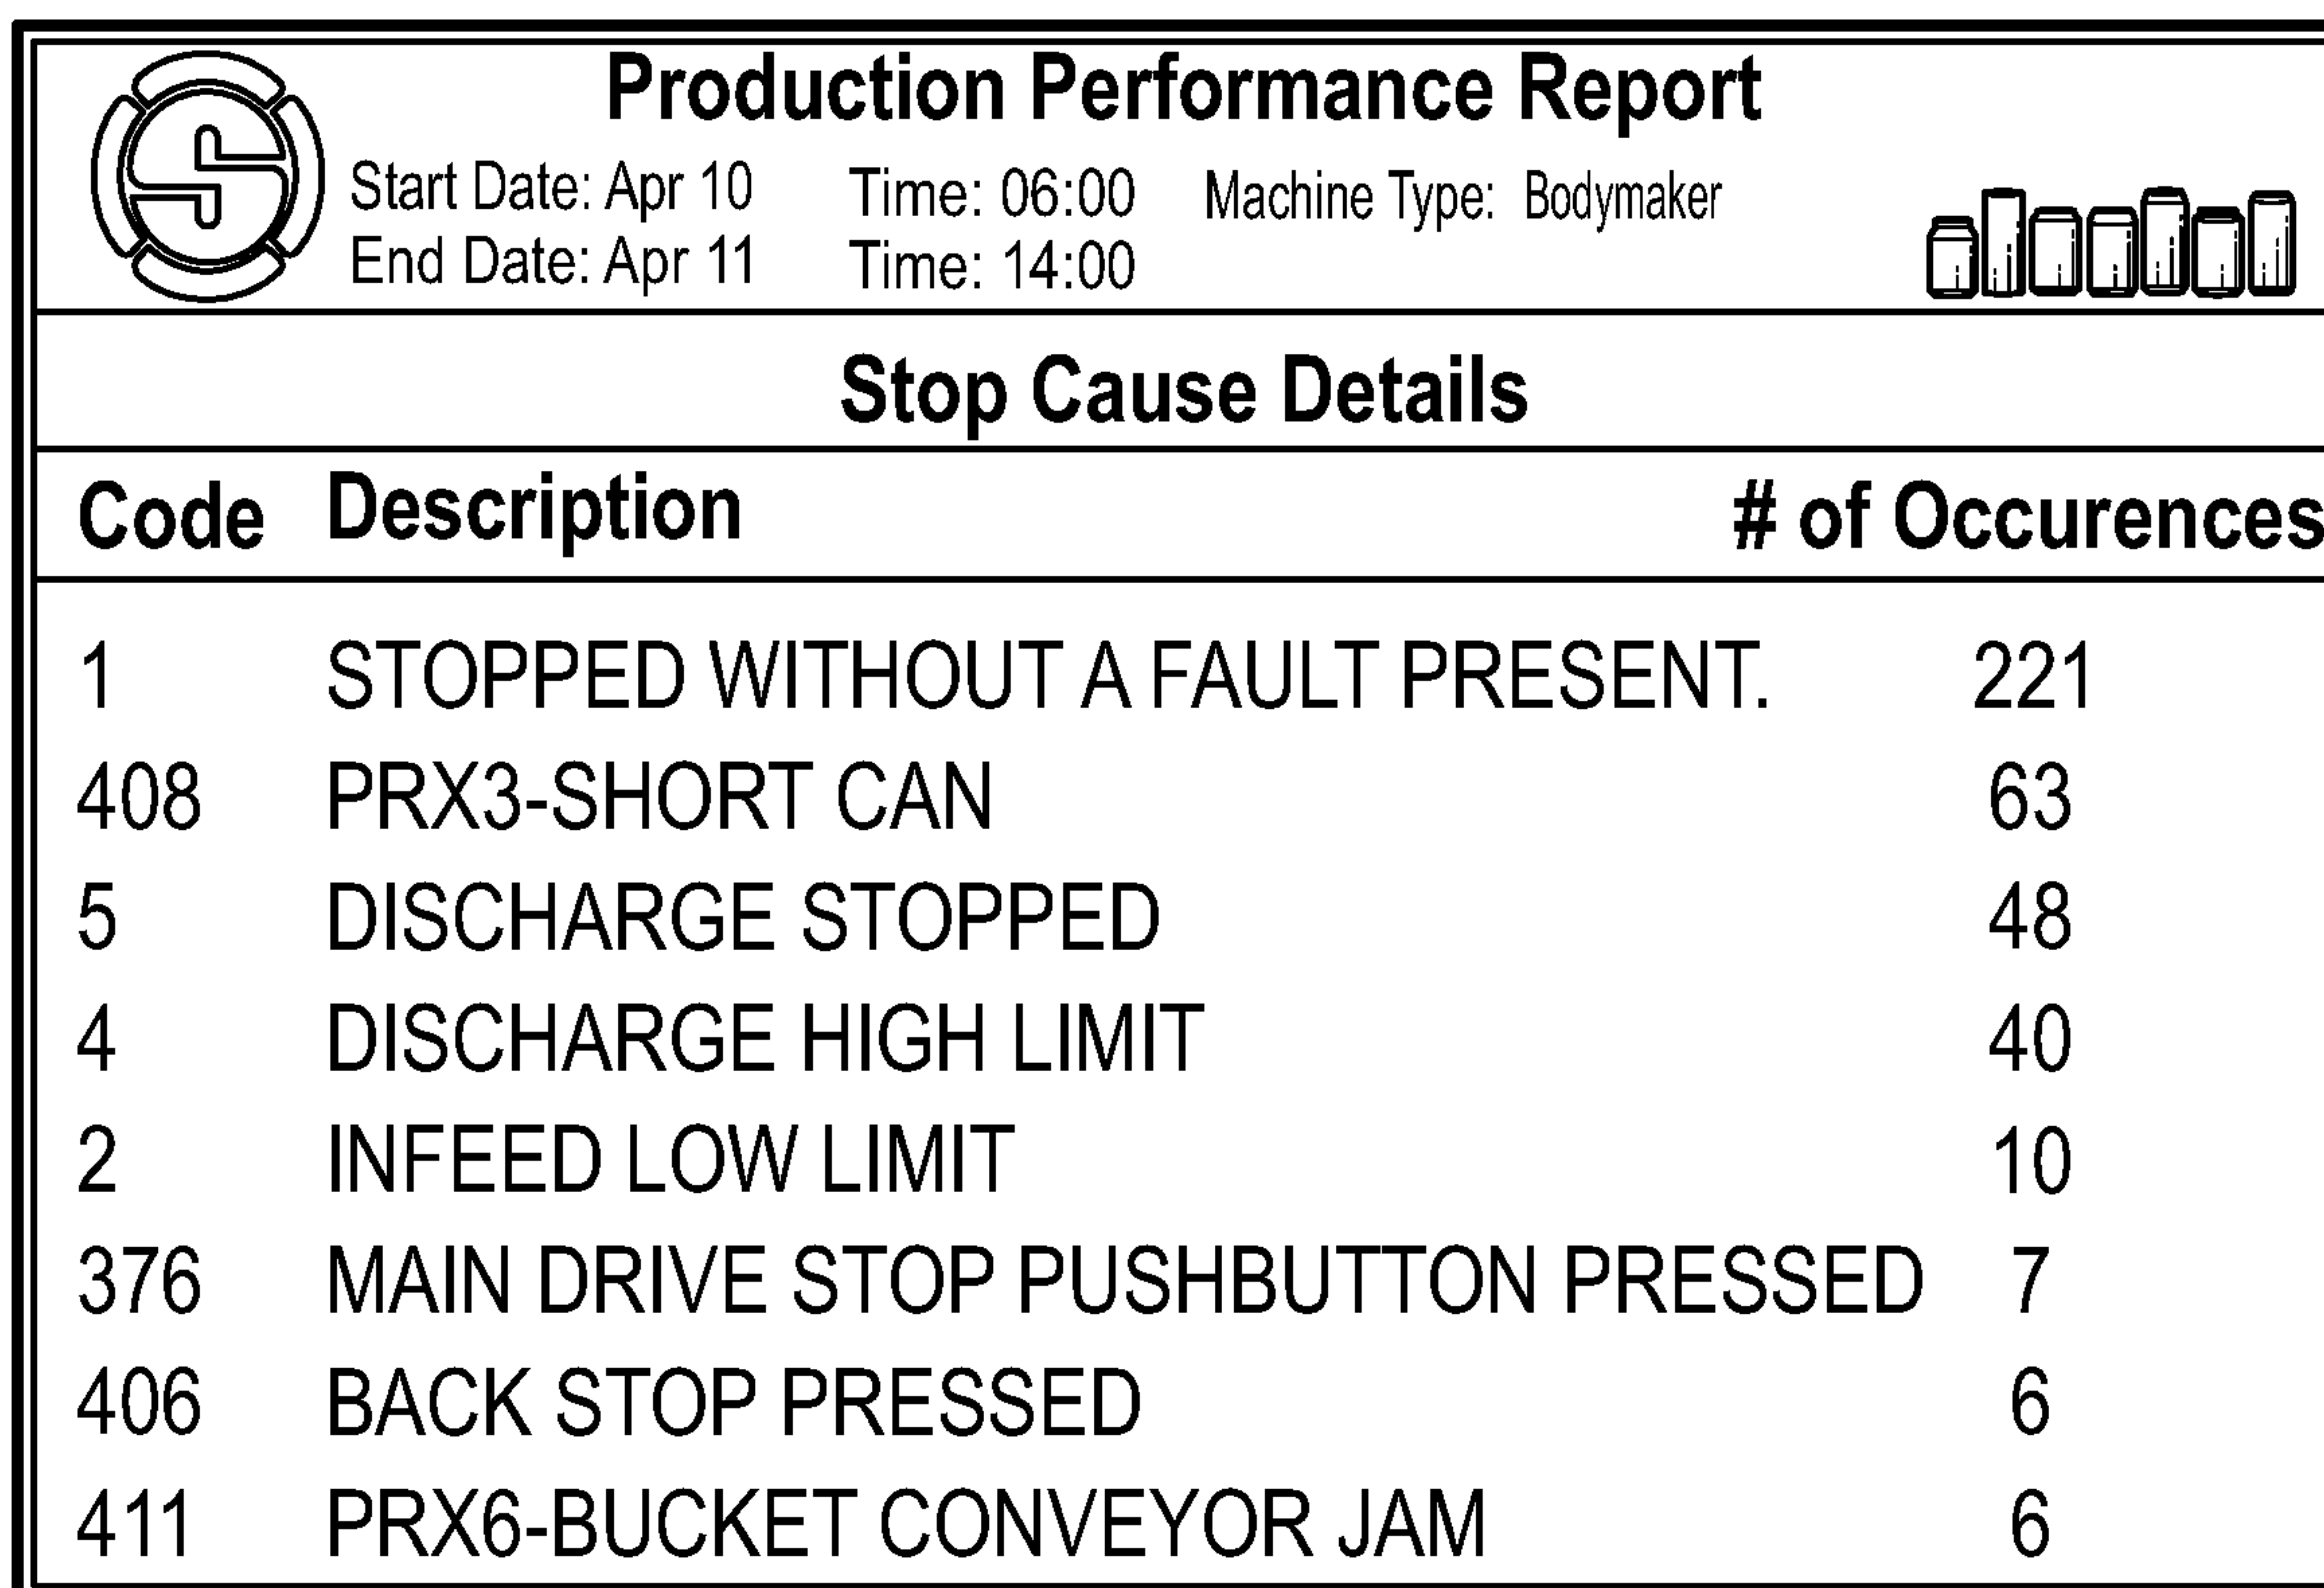 Production Performance Report
Start Date: Apr 10 Time: 06:00 Machine Type: Bodymaker
End Date: Apr 11 Time: 14:00
Stop Cause Details
Code Description # of Occurences
1 STOPPED WITHOUT A FAULT PRESENT. 221
408 PRX3-SHORT CAN 63
5 DISCHARGE STOPPED 48
4 DISCHARGE HIGH LIMIT 40
2 INFEED LOW LIMIT 10
376 MAIN DRIVE STOP PUSHBUTTON PRESSED 7
406 BACK STOP PRESSED 6
411 PRX6-BUCKET CONVEYOR JAM 6